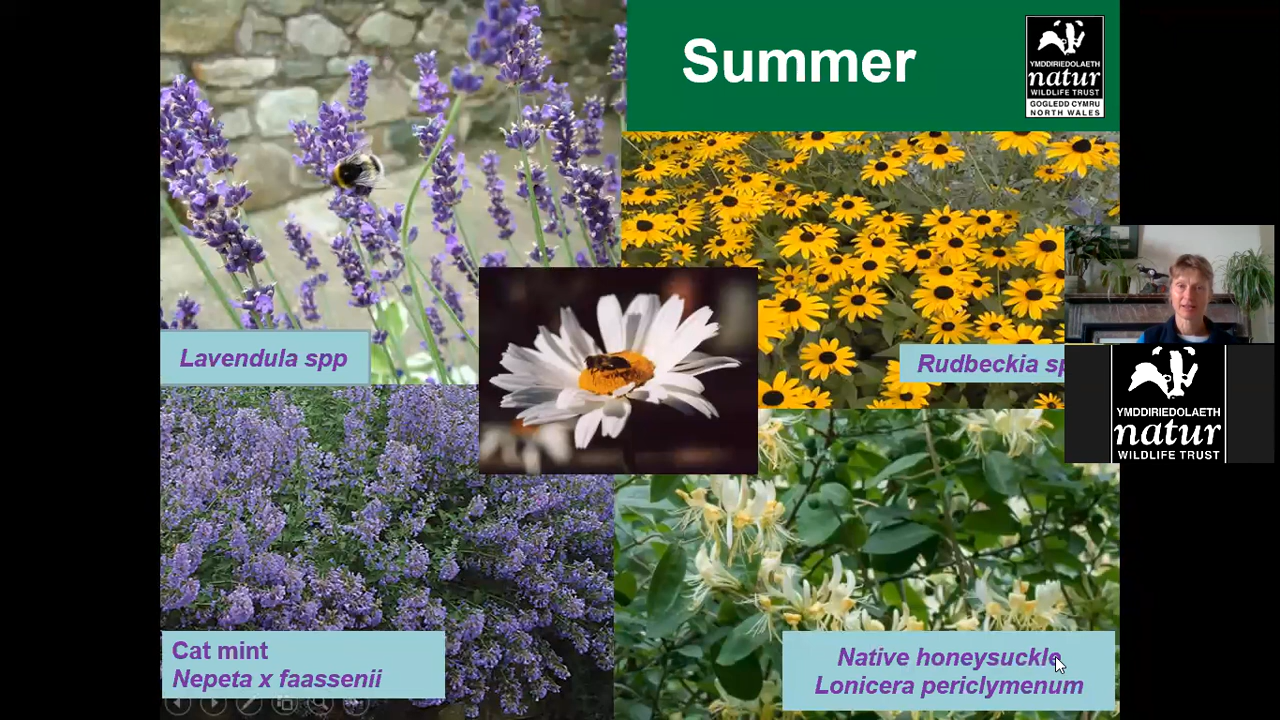 Summer
YMDDIRIEDOLAETH
natur
WILDLIFE TRUST
GOGLEDD CYMRU
NORTH WALES
Lavendula spp
Rudbeckia
YMDDIRIEDOLAETH
natur
WILDLIFE TRUST
Cat mint
Nepeta x faassenii
Native honeysuckle
Lonicera periclymenum